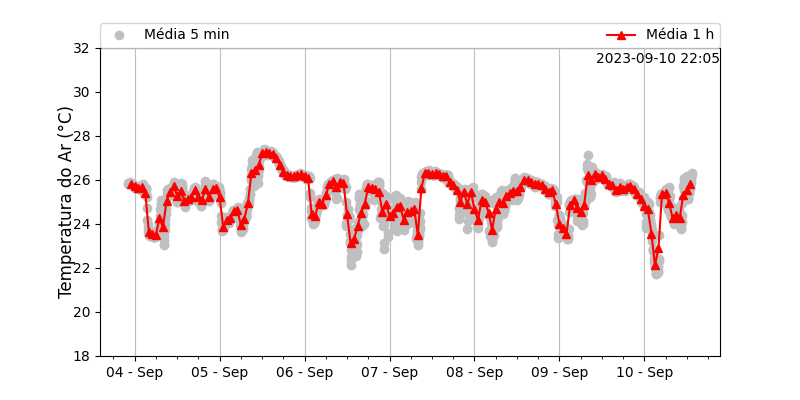 Média 5 min
Média 1 h
2023-09-10 22:05
Temperatura do Ar (°C)
32
30
28
26
24
22
20
18
04 - Sep
05 - Sep
06 - Sep
07 - Sep
08 - Sep
09 - Sep
10 - Sep